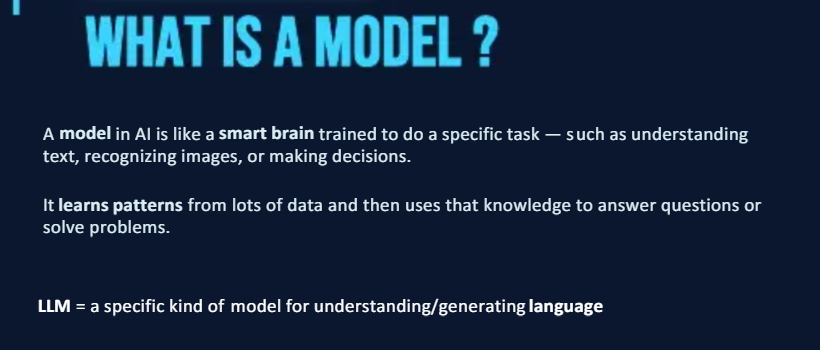 WHAT IS A MODEL ?
A model in AI is like a smart brain trained to do a specific task — such as understanding
text, recognizing images, or making decisions.
It learns patterns from lots of data and then uses that knowledge to answer questions or
solve problems.
LLM = a specific kind of model for understanding/generating language